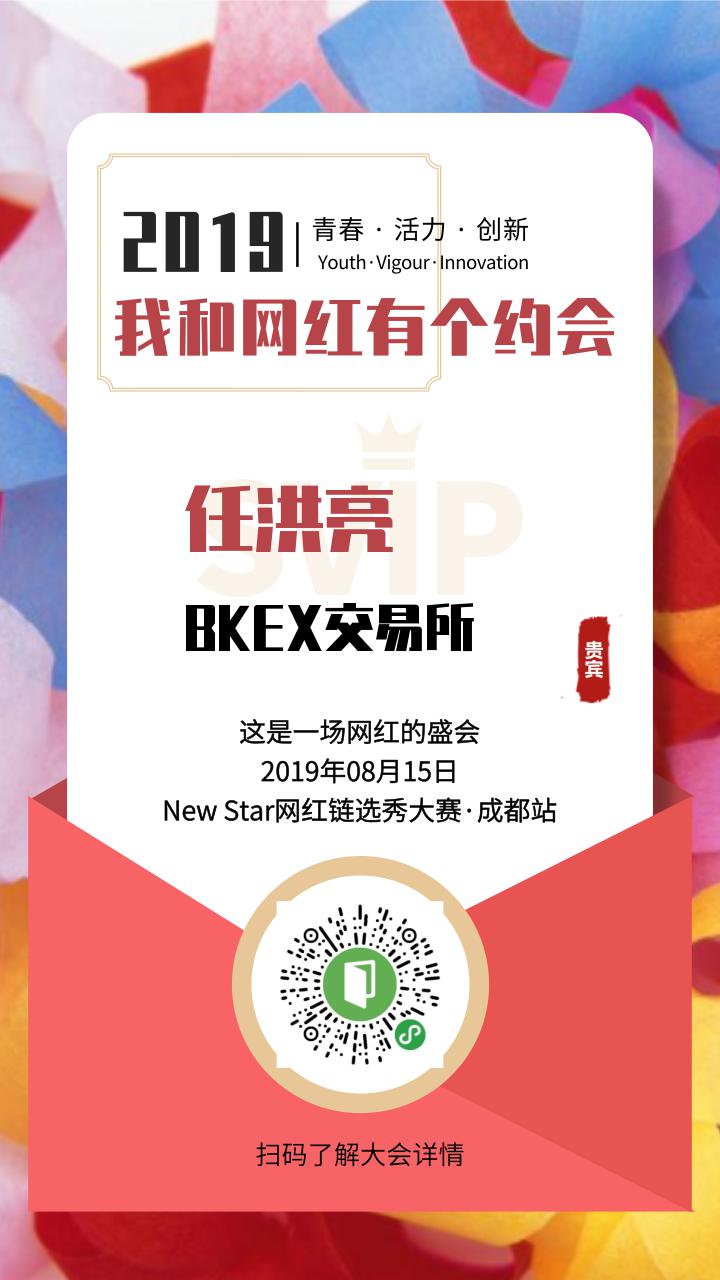 2019
青春 · 活力 · 创新
Youth·Vigour·Innovation
我和网红有个约会
SVIP
任洪亮
BKEX交易所
贵宾
这是一场网红的盛会
2019年08月15日
New Star网红链选秀大赛·成都站
扫码了解大会详情